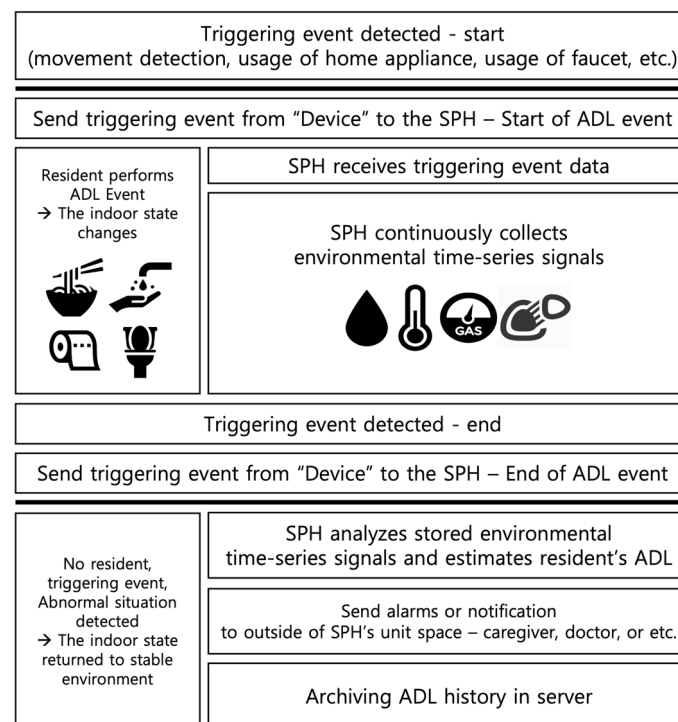 Triggering event detected - start
(movement detection, usage of home appliance, usage of faucet, etc.)
Send triggering event from “Device” to the SPH – Start of ADL event
Resident performs
ADL Event
→ The indoor state
changes
SPH receives triggering event data
SPH continuously collects
environmental time-series signals
GAS
Triggering event detected - end
Send triggering event from “Device” to the SPH – End of ADL event
No resident,
triggering event,
Abnormal situation
detected
→ The indoor state
returned to stable
environment
SPH analyzes stored environmental
time-series signals and estimates resident’s ADL
Send alarms or notification
to outside of SPH’s unit space – caregiver, doctor, or etc.
Archiving ADL history in server